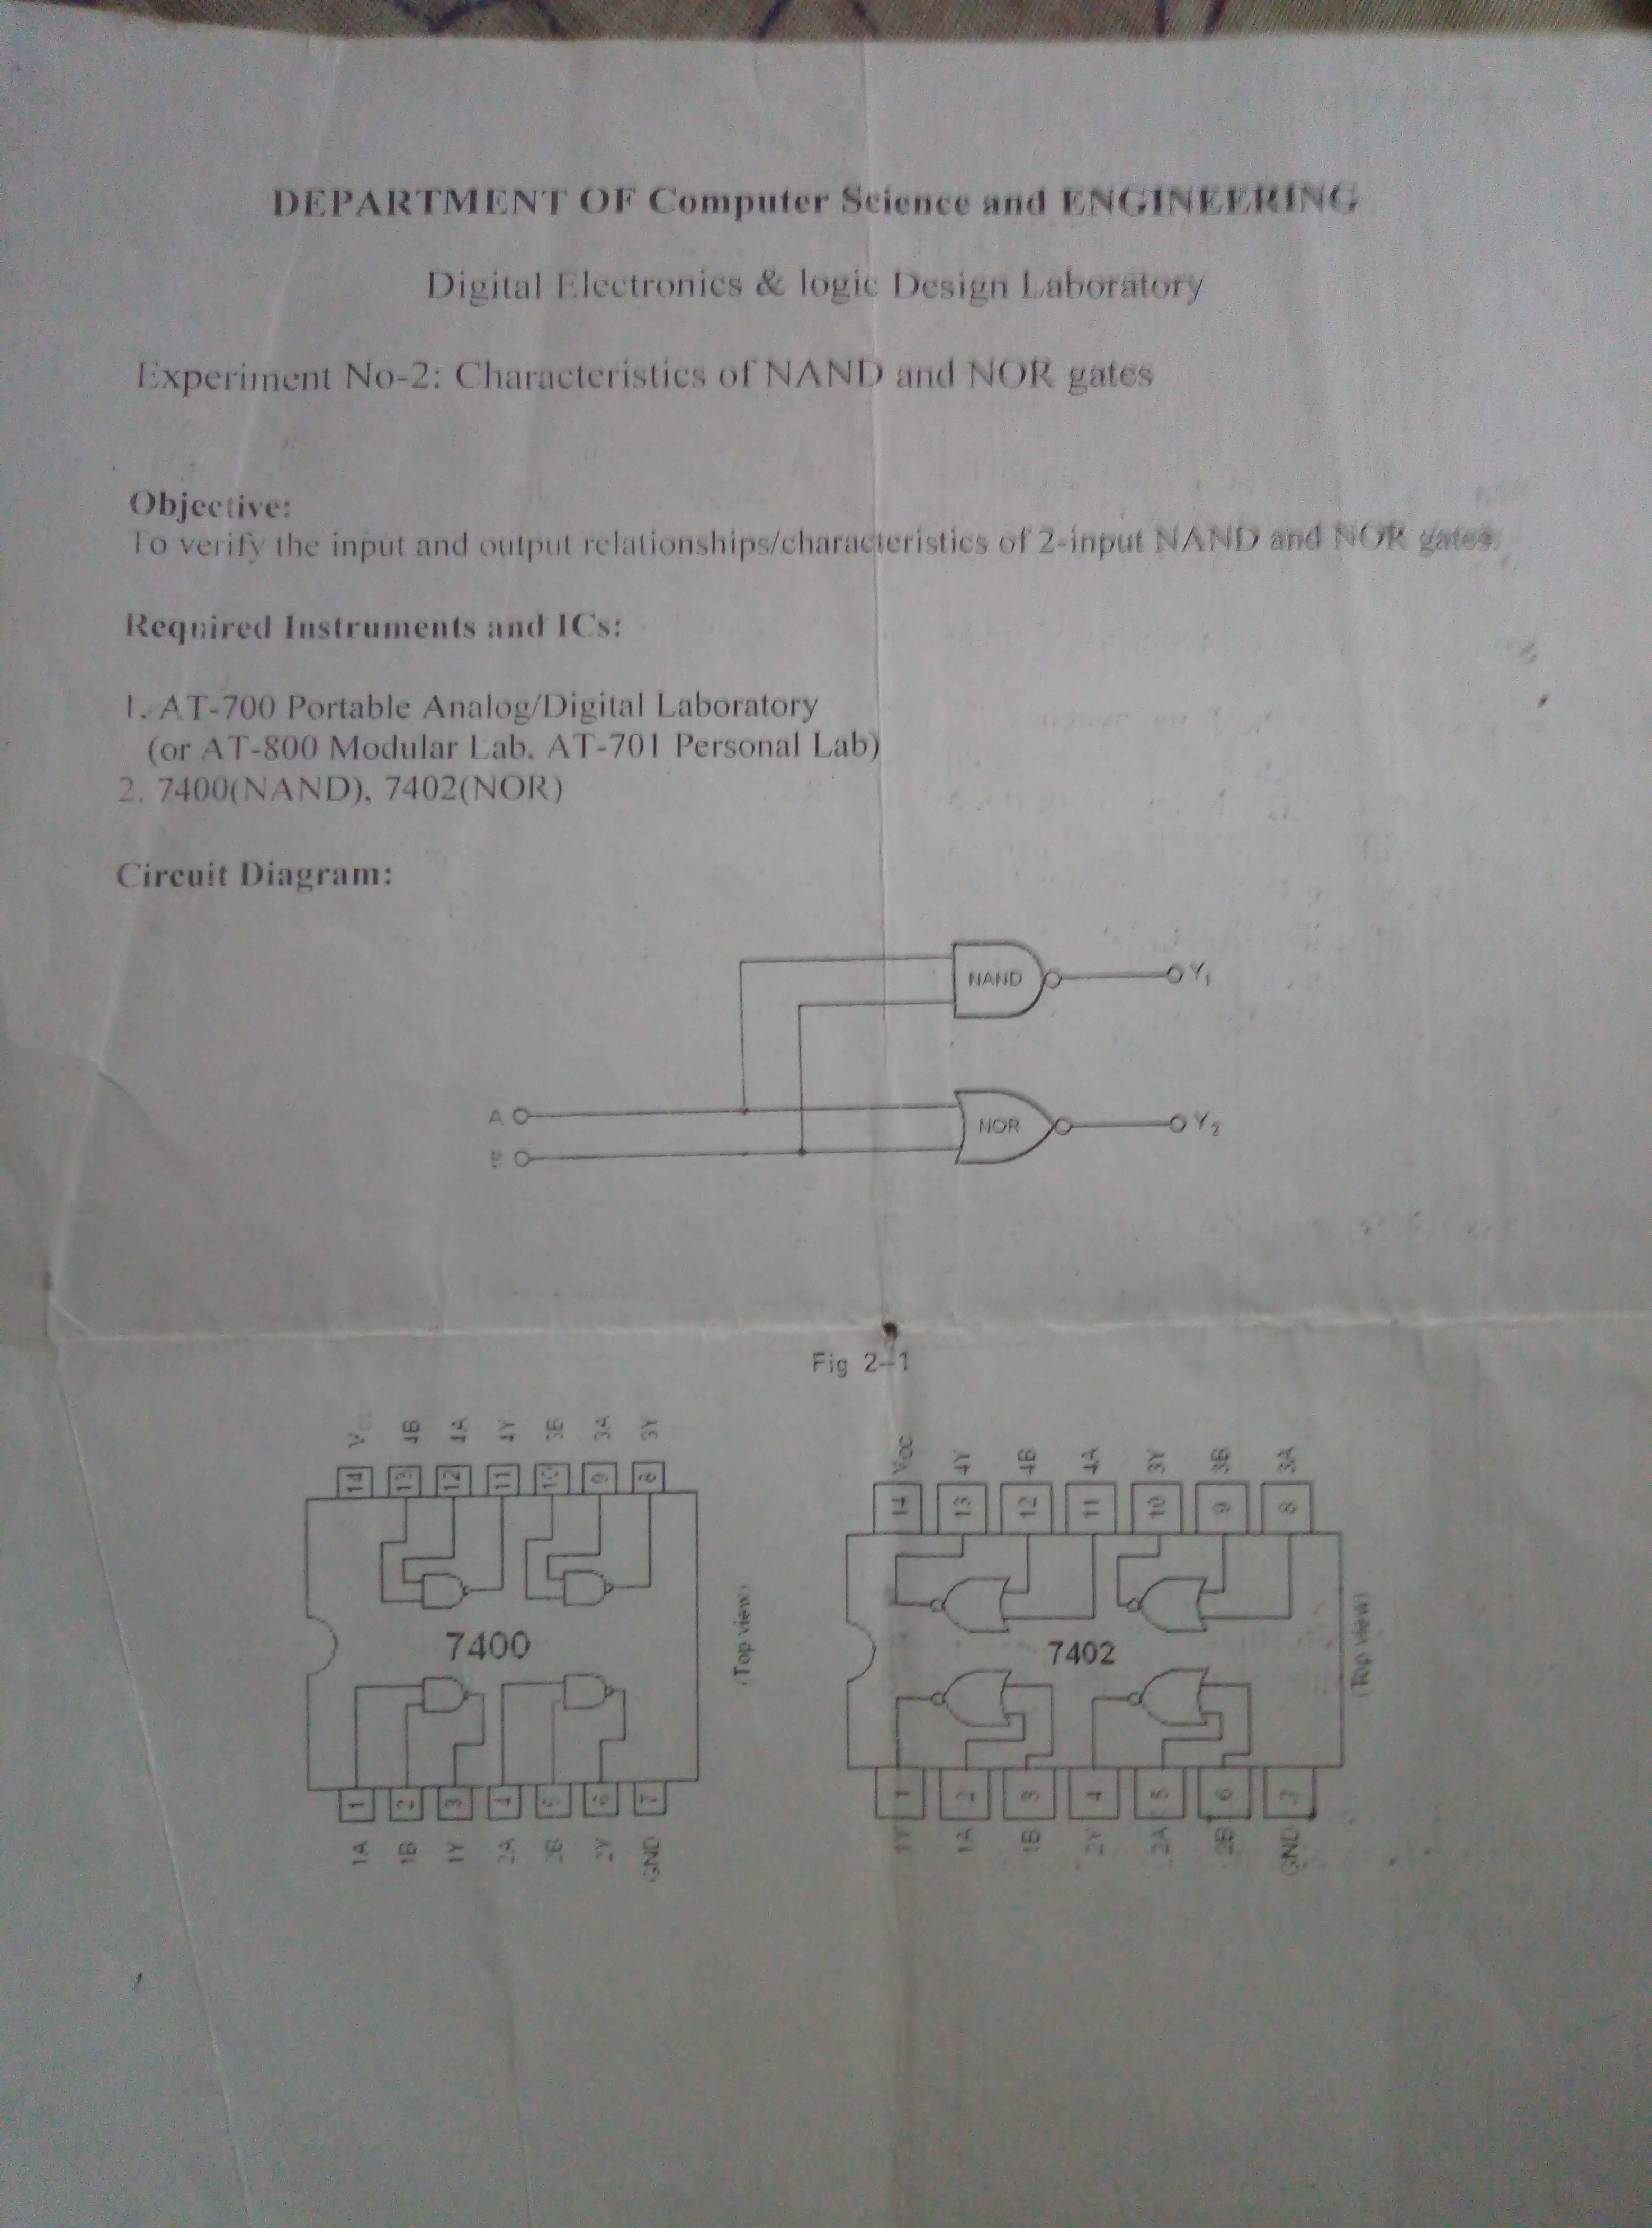 DEPARTMENT OF Computer Science and ENGINEERING
Digital Electronics & logic Design Laboratory
Experiment No-2: Characteristics of NAND and NOR gates
Objective:
To verify the input and output relationships/characteristics of 2-input NAND and NOR gates.
Required Instruments and ICs:
1. AT-700 Portable Analog/Digital Laboratory
(or AT-800 Modular Lab, AT-701 Personal Lab)
2. 7400(NAND), 7402(NOR)
Circuit Diagram:
NAND Y₁
A
NOR Y₂
B
Fig 2-1
Vcc 4B 4A 4Y 3B 3A 3Y
14 13 12 11 10 9 8
7400
(Top view)
1 2 3 4 5 6 7
1A 1B 1Y 2A 2B 2Y GND
VCC 4Y 4B 4A 3Y 3B 3A
14 13 12 11 10 9 8
7402
(Top view)
1 2 3 4 5 6 7
1Y 1A 1B 2Y 2A 2B GND